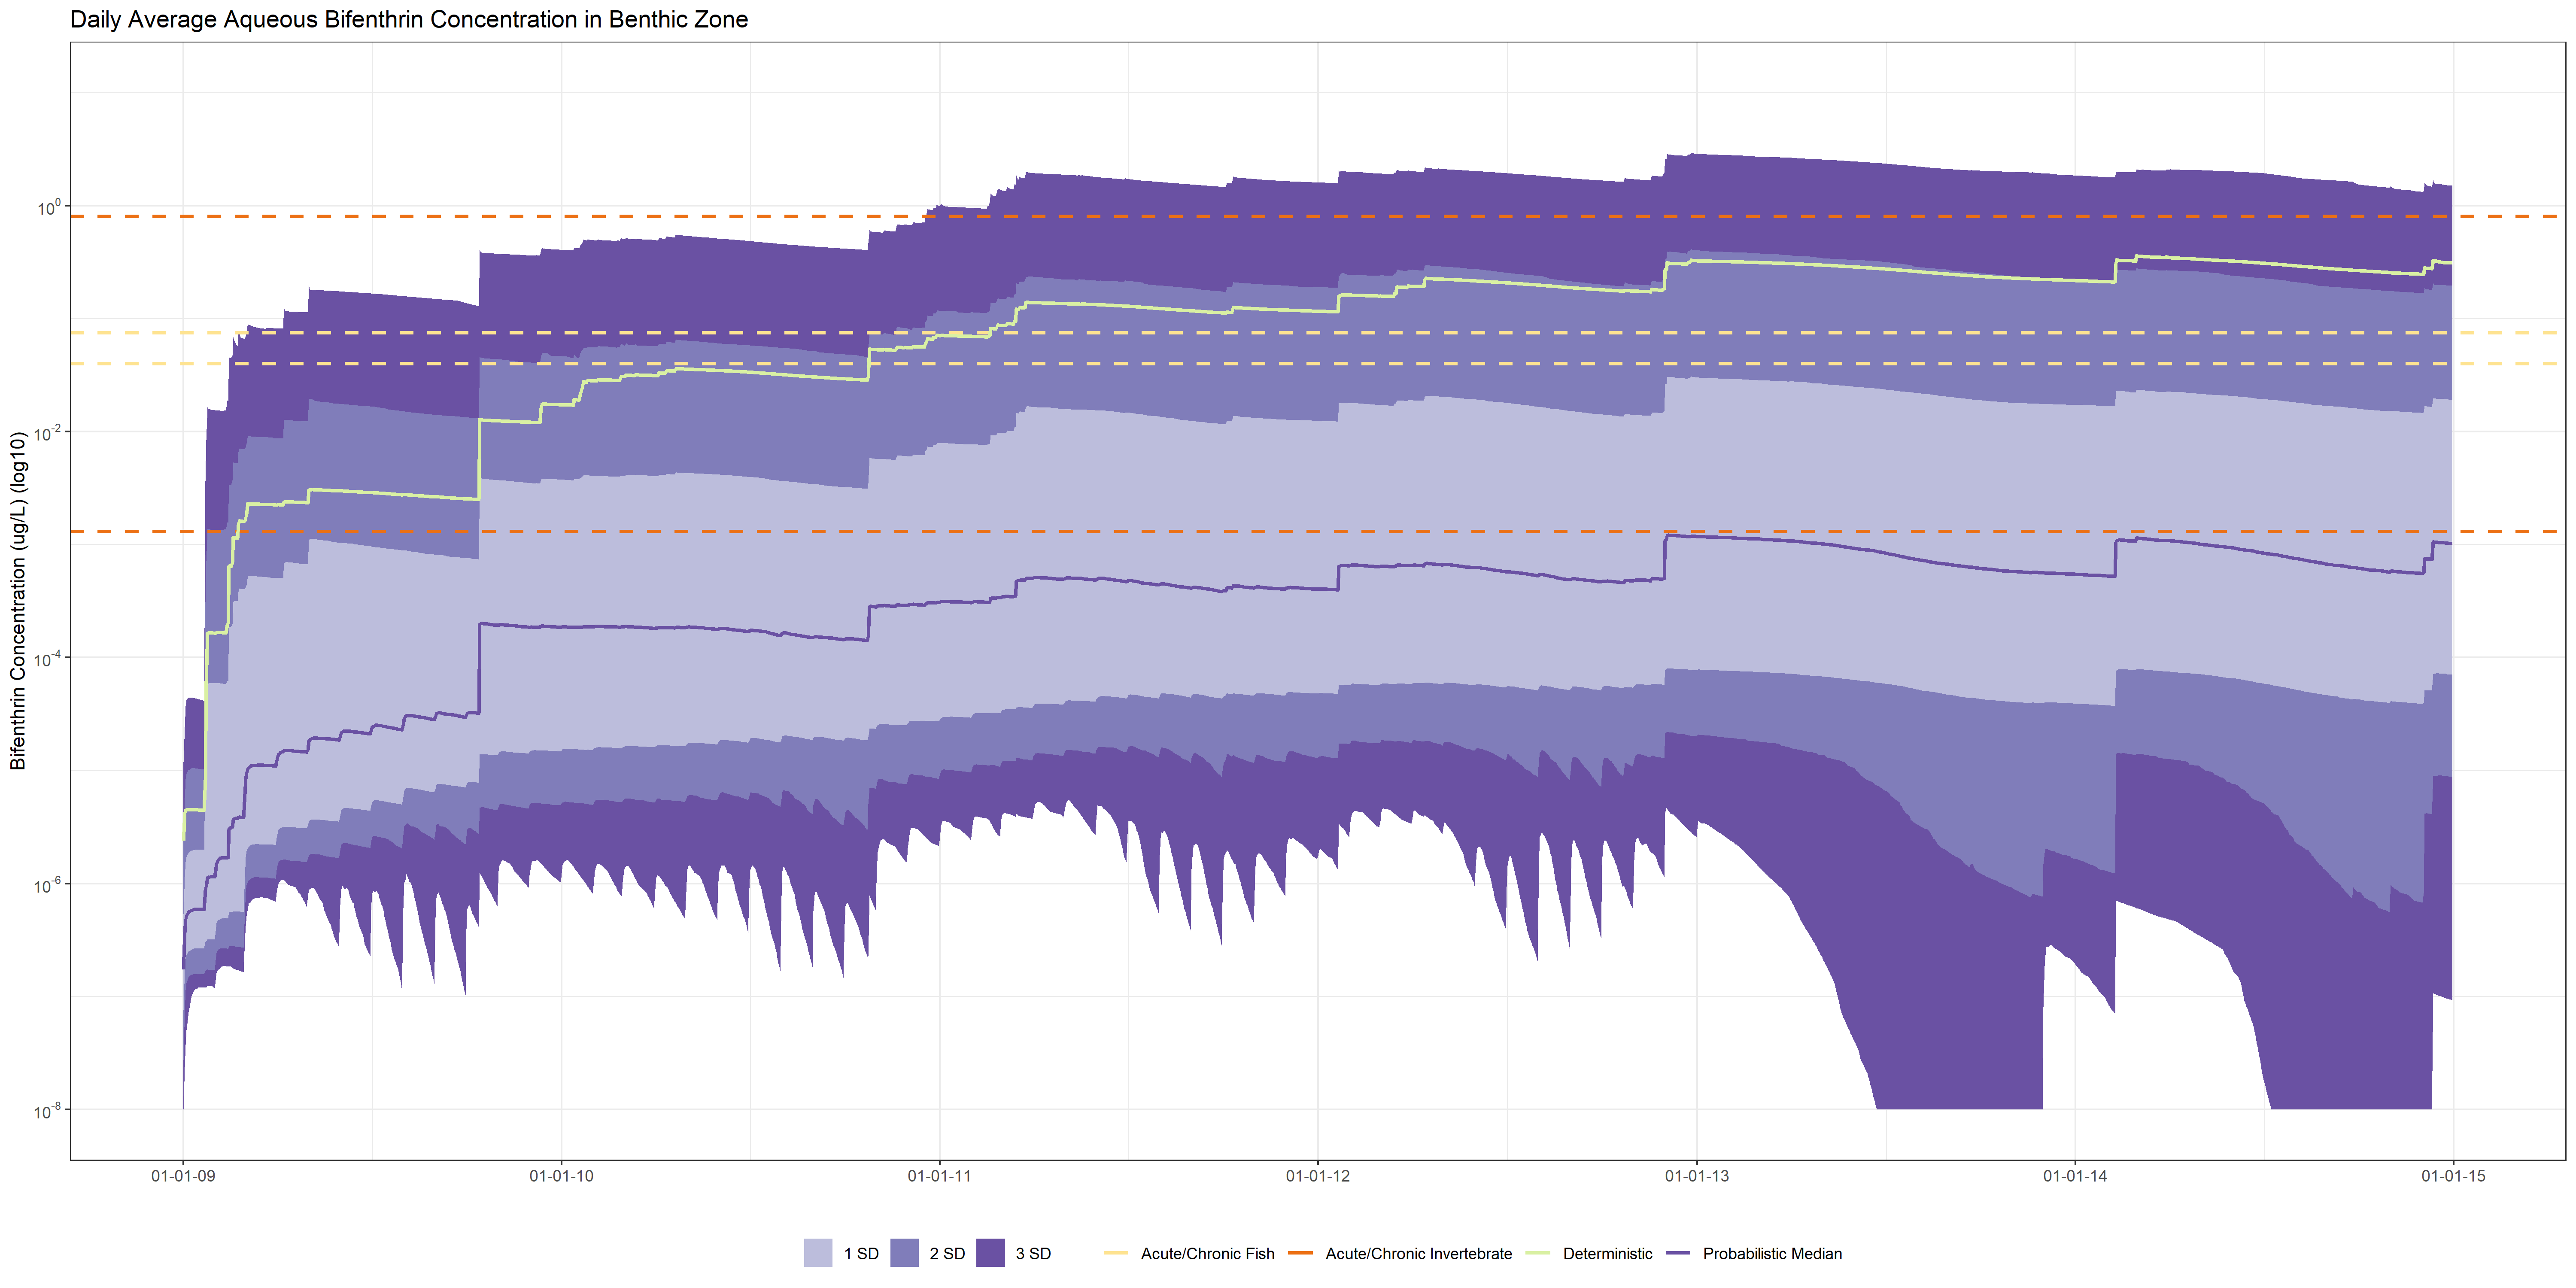 Daily Average Aqueous Bifenthrin Concentration in Benthic Zone
Bifenthrin Concentration (ug/L) (log10)
10⁰
10⁻²
10⁻⁴
10⁻⁶
10⁻⁸
01-01-09 01-01-10 01-01-11 01-01-12 01-01-13 01-01-14 01-01-15
1 SD 2 SD 3 SD Acute/Chronic Fish Acute/Chronic Invertebrate Deterministic Probabilistic Median